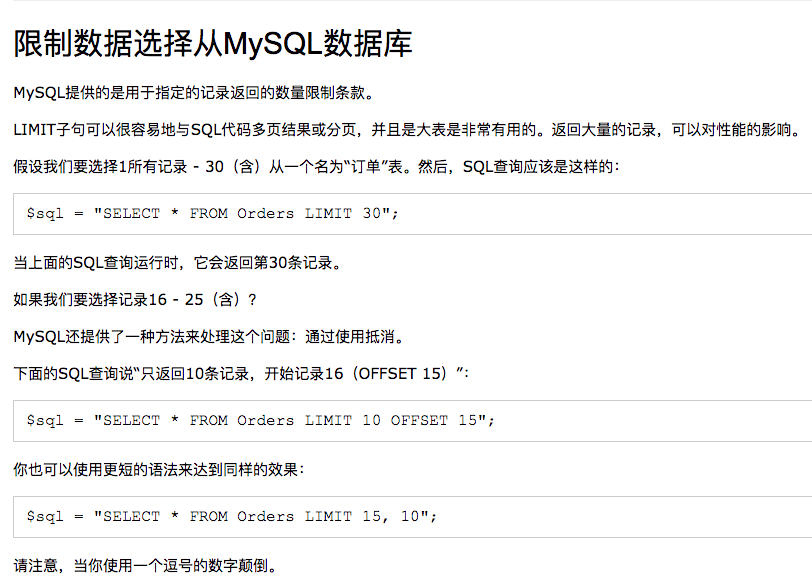 限制数据选择从MySQL数据库
MySQL提供的是用于指定的记录返回的数量限制条款。
LIMIT子句可以很容易地与SQL代码多页结果或分页，并且是大表是非常有用的。返回大量的记录，可以对性能的影响。
假设我们要选择1所有记录 - 30（含）从一个名为“订单”表。然后，SQL查询应该是这样的：
$sql = "SELECT * FROM Orders LIMIT 30";
当上面的SQL查询运行时，它会返回第30条记录。
如果我们要选择记录16 - 25（含）？
MySQL还提供了一种方法来处理这个问题：通过使用抵消。
下面的SQL查询说“只返回10条记录，开始记录16（OFFSET 15）”：
$sql = "SELECT * FROM Orders LIMIT 10 OFFSET 15";
你也可以使用更短的语法来达到同样的效果：
$sql = "SELECT * FROM Orders LIMIT 15, 10";
请注意，当你使用一个逗号的数字颠倒。